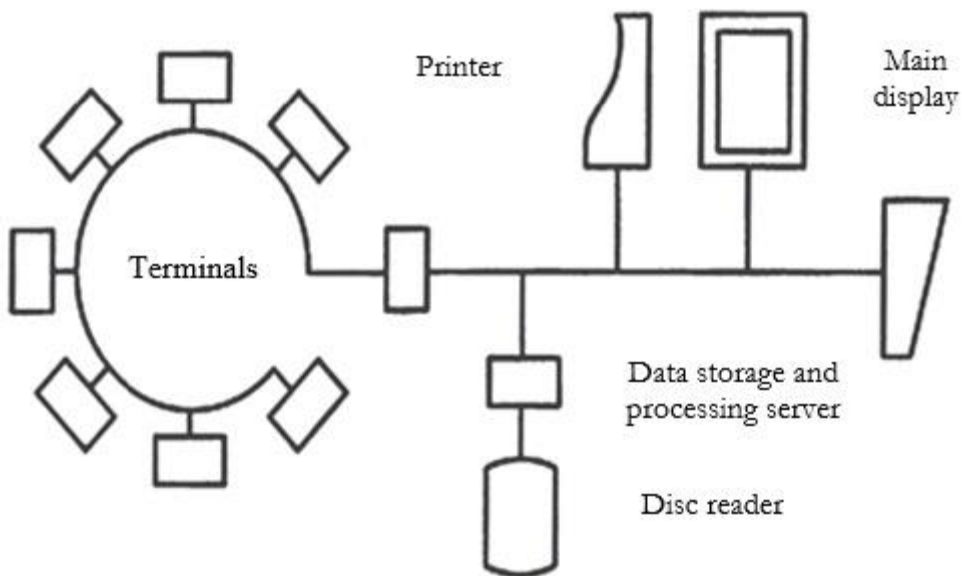 Printer
Main
display
Terminals
Data storage and
processing server
Disc reader